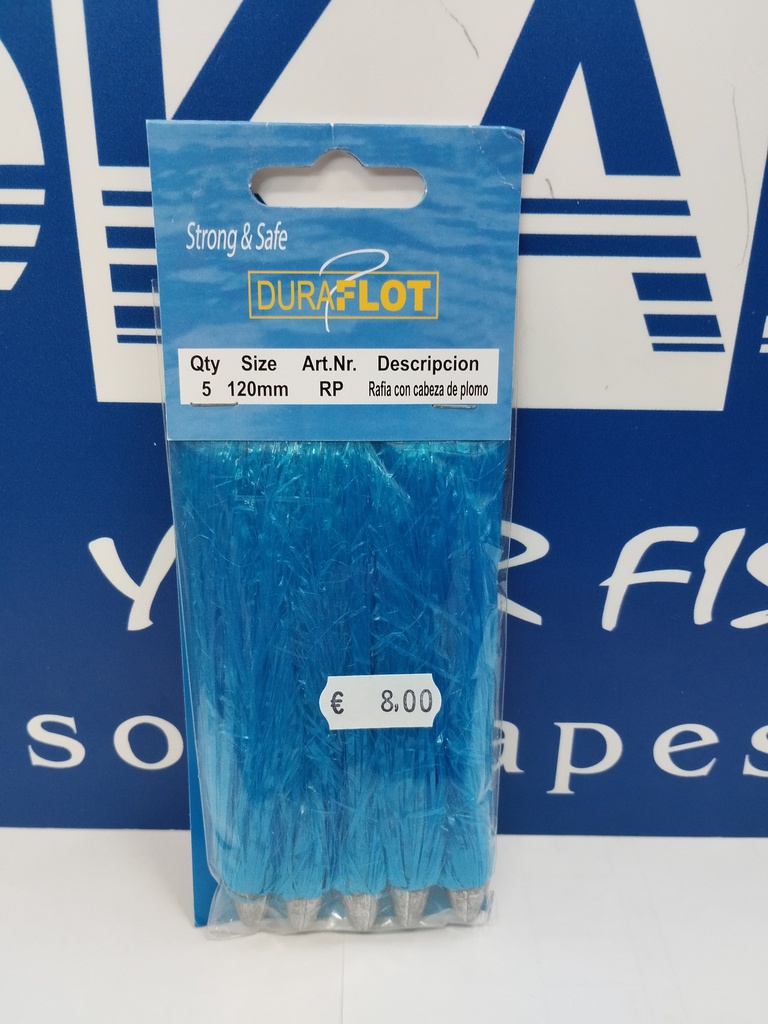 Strong & Safe
DURAFLOT
Qty Size Art.Nr. Descripcion
5 120mm RP Rafia con cabeza de plomo
€ 8,00